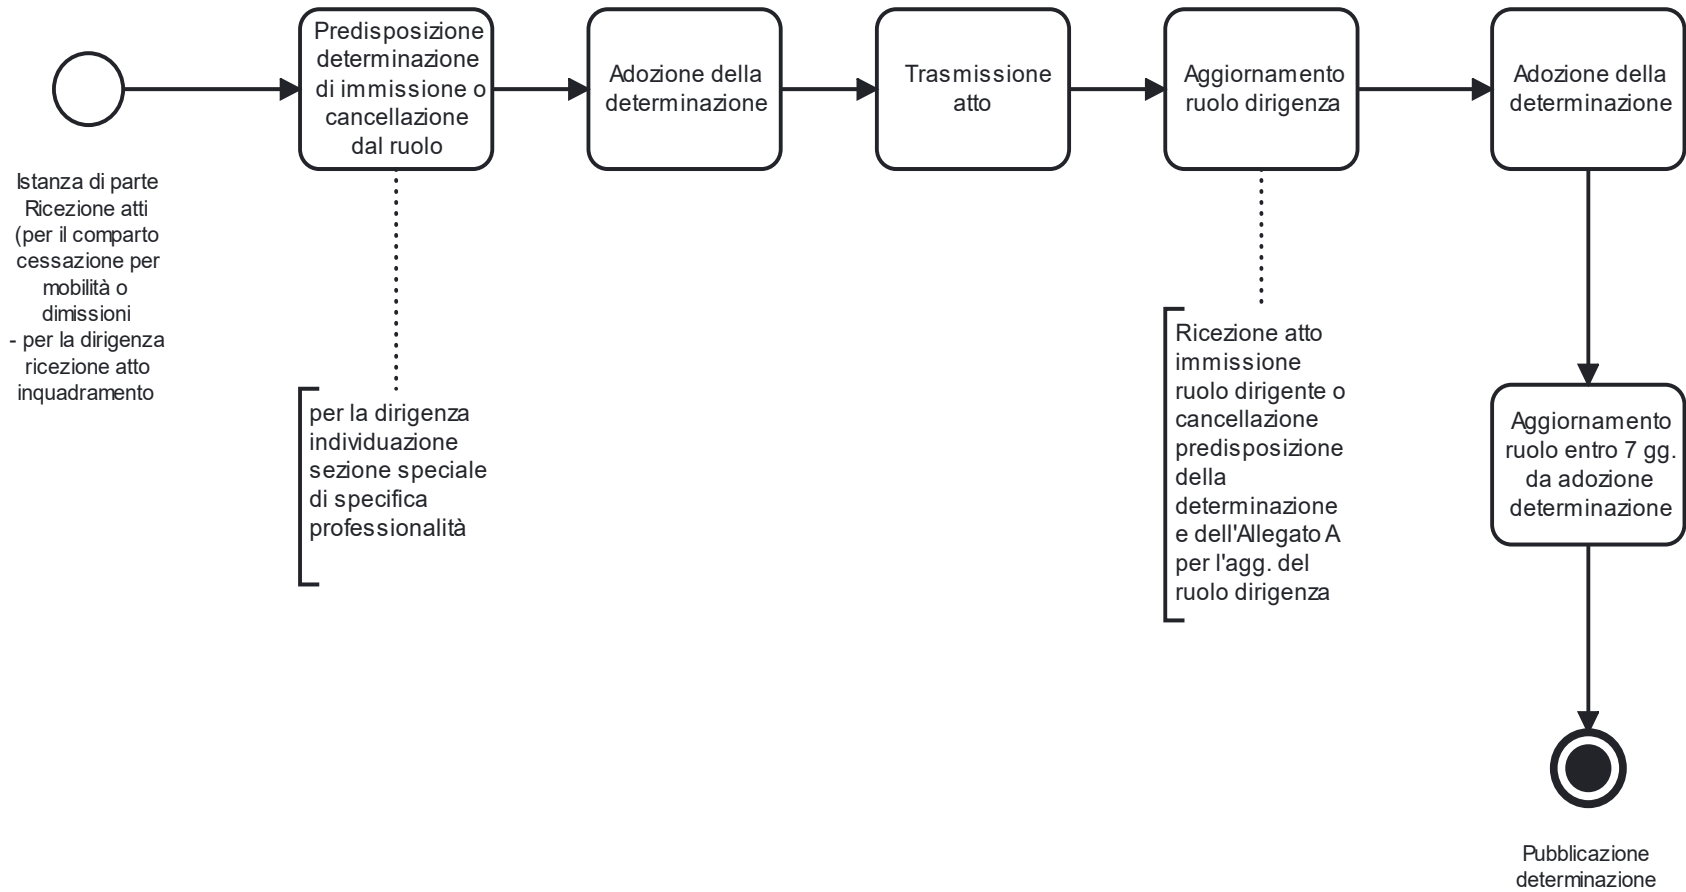 Predisposizione
determinazione
di immissione o
cancellazione
dal ruolo
Adozione della
determinazione
Trasmissione
atto
Aggiornamento
ruolo dirigenza
Adozione della
determinazione
Istanza di parte
Ricezione atti
(per il comparto
cessazione per
mobilità o
dimissioni
- per la dirigenza
ricezione atto
inquadramento
per la dirigenza
individuazione
sezione speciale
di specifica
professionalità
Ricezione atto
immissione
ruolo dirigente o
cancellazione
predisposizione
della
determinazione
e dell'Allegato A
per l'agg. del
ruolo dirigenza
Aggiornamento
ruolo entro 7 gg.
da adozione
determinazione
Pubblicazione
determinazione